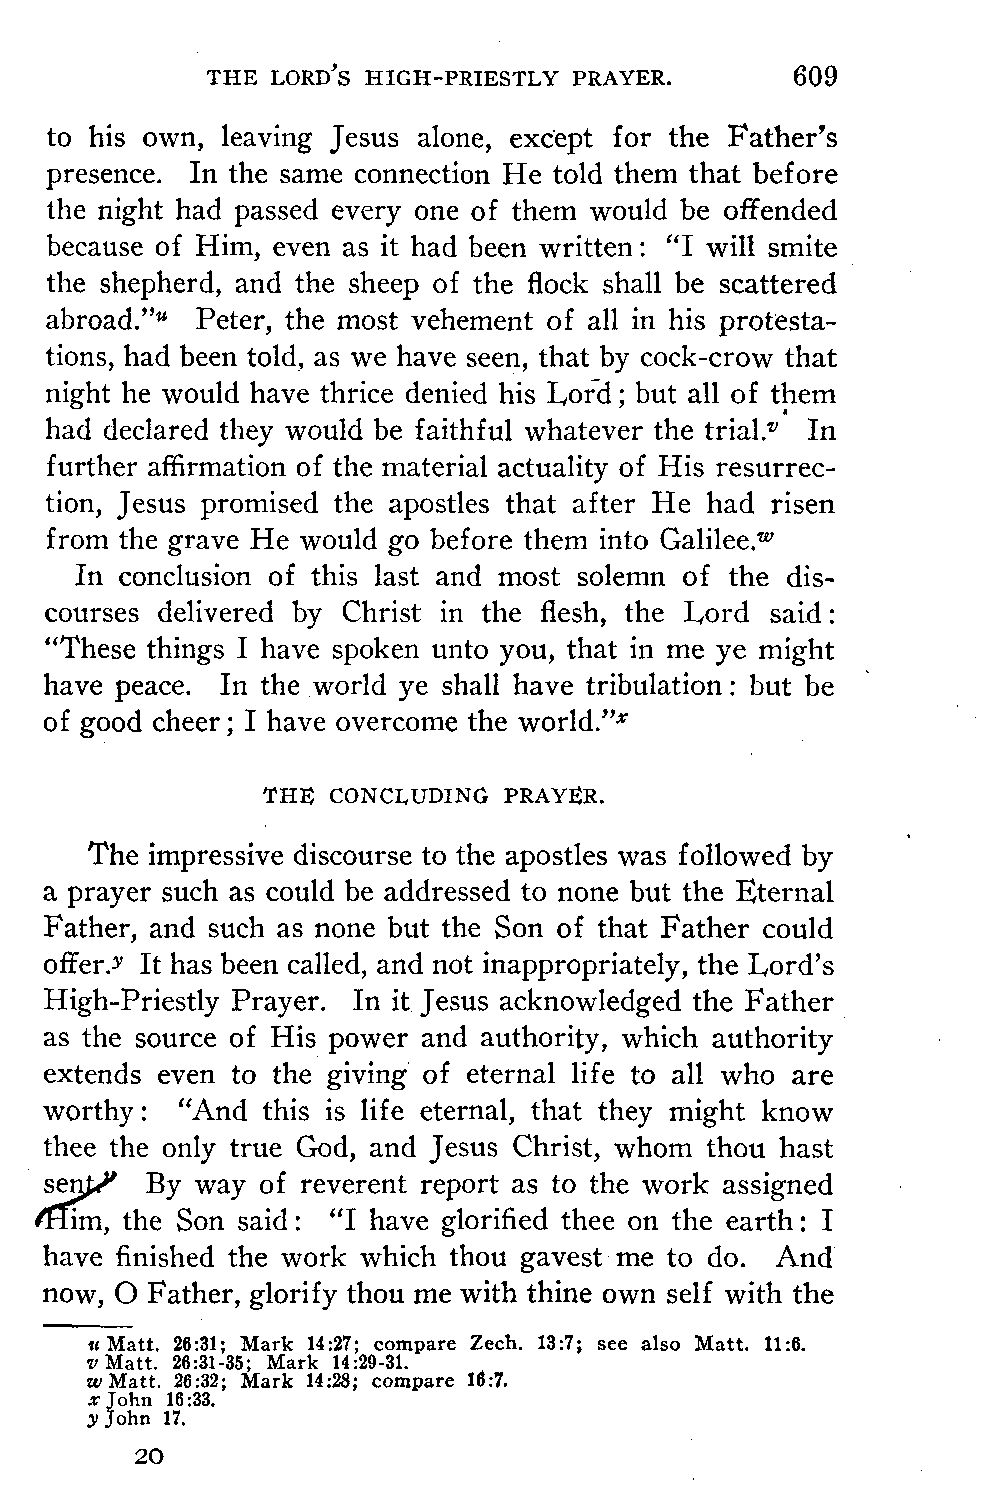 THE LORD'S HIGH-PRIESTLY PRAYER. 609
to his own, leaving Jesus alone, except for the Father's
presence. In the same connection He told them that before
the night had passed every one of them would be offended
because of Him, even as it had been written: "I will smite
the shepherd, and the sheep of the flock shall be scattered
abroad."u Peter, the most vehement of all in his protesta-
tions, had been told, as we have seen, that by cock-crow that
night he would have thrice denied his Lord; but all of them
had declared they would be faithful whatever the trial.v In
further affirmation of the material actuality of His resurrec-
tion, Jesus promised the apostles that after He had risen
from the grave He would go before them into Galilee.w
In conclusion of this last and most solemn of the dis-
courses delivered by Christ in the flesh, the Lord said:
"These things I have spoken unto you, that in me ye might
have peace. In the world ye shall have tribulation: but be
of good cheer; I have overcome the world."x
THE CONCLUDING PRAYER.
The impressive discourse to the apostles was followed by
a prayer such as could be addressed to none but the Eternal
Father, and such as none but the Son of that Father could
offer.y It has been called, and not inappropriately, the Lord's
High-Priestly Prayer. In it Jesus acknowledged the Father
as the source of His power and authority, which authority
extends even to the giving of eternal life to all who are
worthy: "And this is life eternal, that they might know
thee the only true God, and Jesus Christ, whom thou hast
sent." By way of reverent report as to the work assigned
Him, the Son said: "I have glorified thee on the earth: I
have finished the work which thou gavest me to do. And
now, O Father, glorify thou me with thine own self with the
u Matt. 26:31; Mark 14:27; compare Zech. 13:7; see also Matt. 11:6.
v Matt. 26:31-35; Mark 14:29-31.
w Matt. 26:32; Mark 14:28; compare 16:7.
x John 16:33.
y John 17.
20